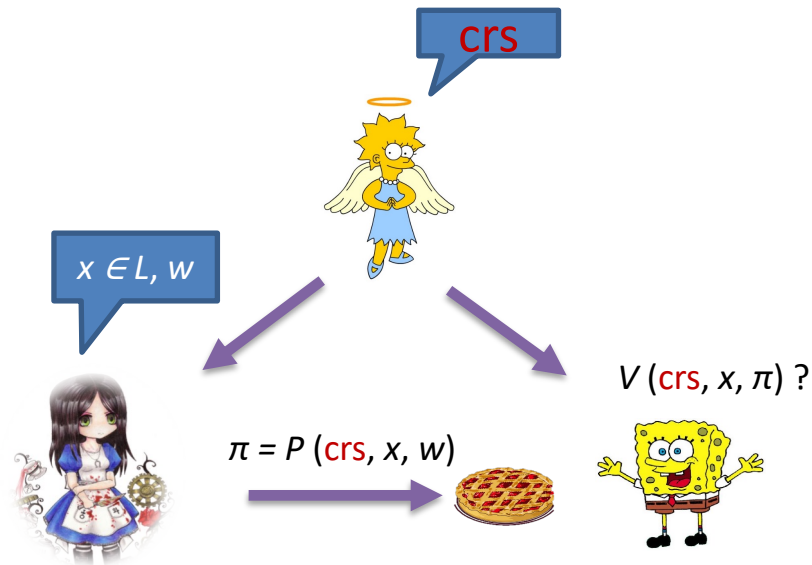 crs
x ∈ L, w
V (crs, x, π) ?
π = P (crs, x, w)